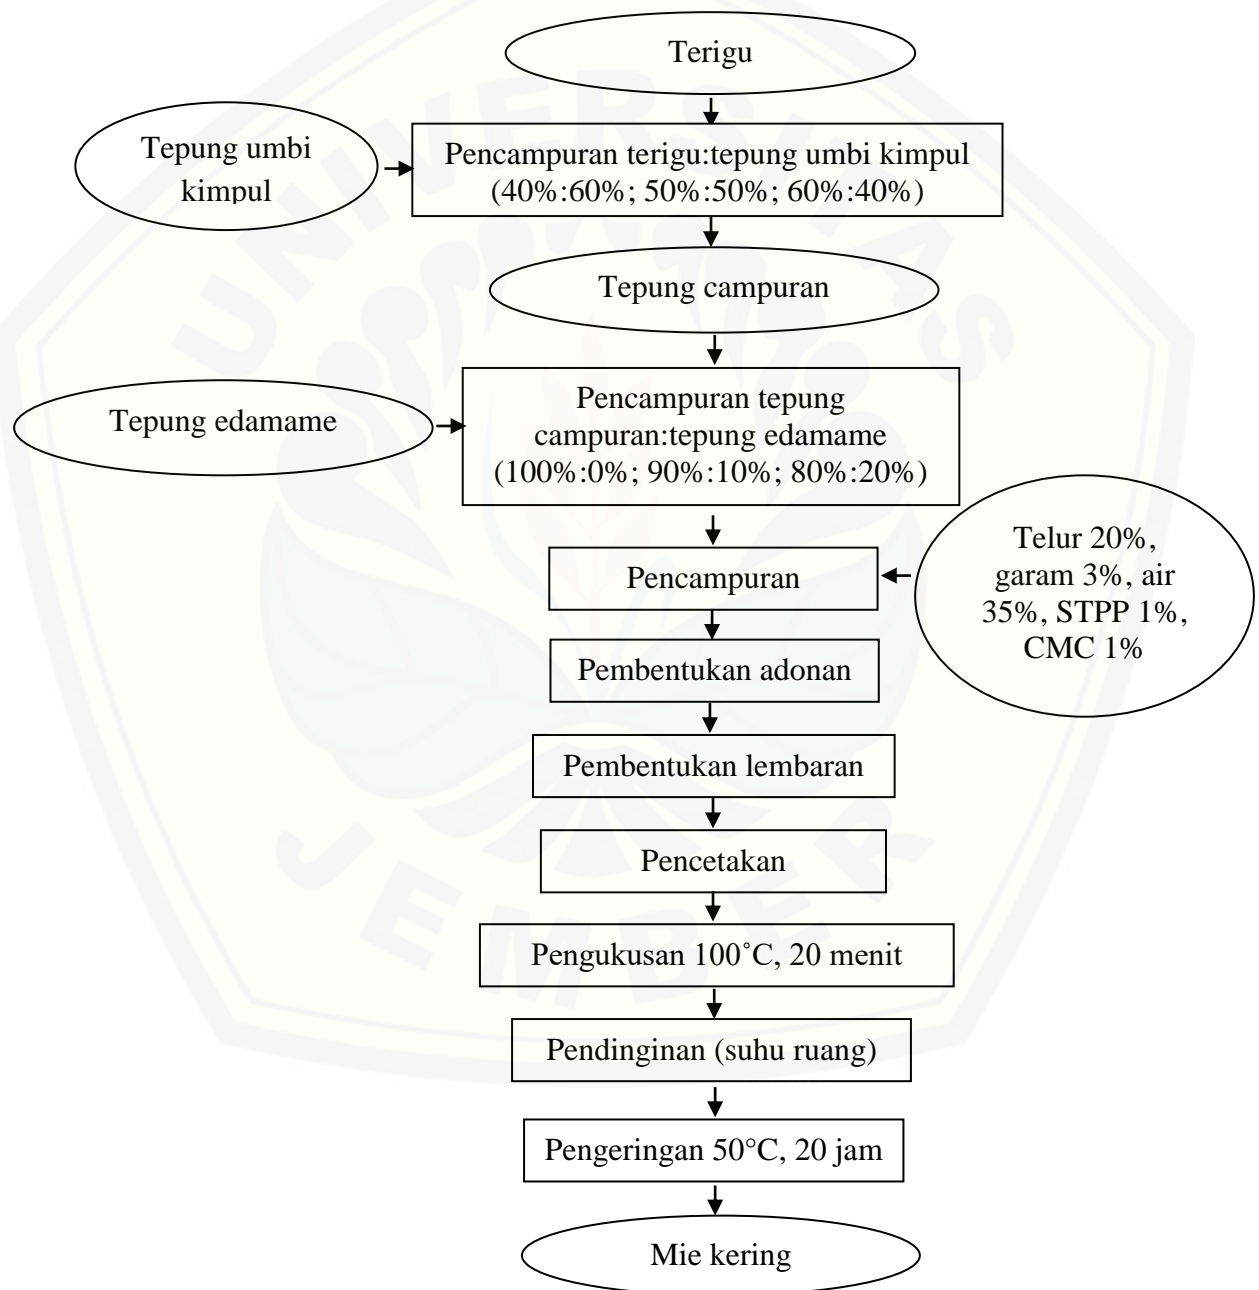 Terigu
Tepung umbi
kimpul
Pencampuran terigu:tepung umbi kimpul
(40%:60%; 50%:50%; 60%:40%)
Tepung campuran
Tepung edamame
Pencampuran tepung
campuran:tepung edamame
(100%:0%; 90%:10%; 80%:20%)
Telur 20%,
garam 3%, air
35%, STPP 1%,
CMC 1%
Pencampuran
Pembentukan adonan
Pembentukan lembaran
Pencetakan
Pengukusan 100˚C, 20 menit
Pendinginan (suhu ruang)
Pengeringan 50°C, 20 jam
Mie kering
UNIVERSITAS
JEMBER